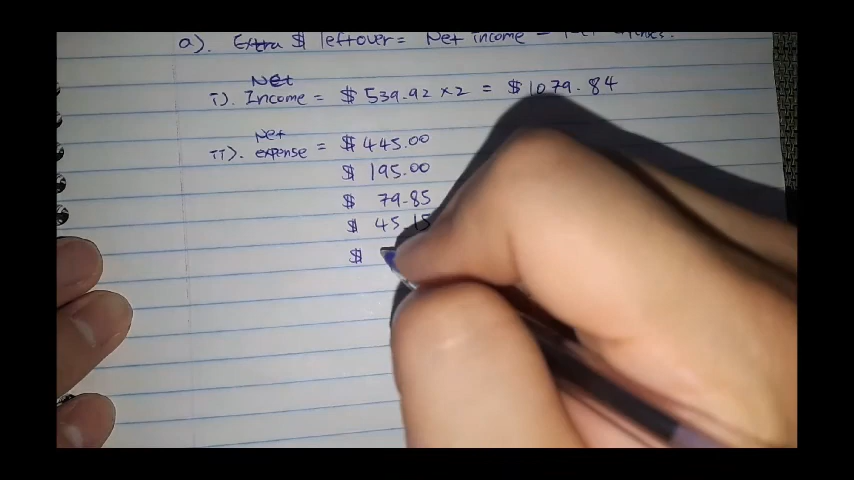 a). Extra $ leftover = Net income -
Net
i). Income = $ 539.92 x 2 = $ 1079.84
Net
ii). expense = $ 445.00
$ 195.00
$ 79.85
$ 45.15
$